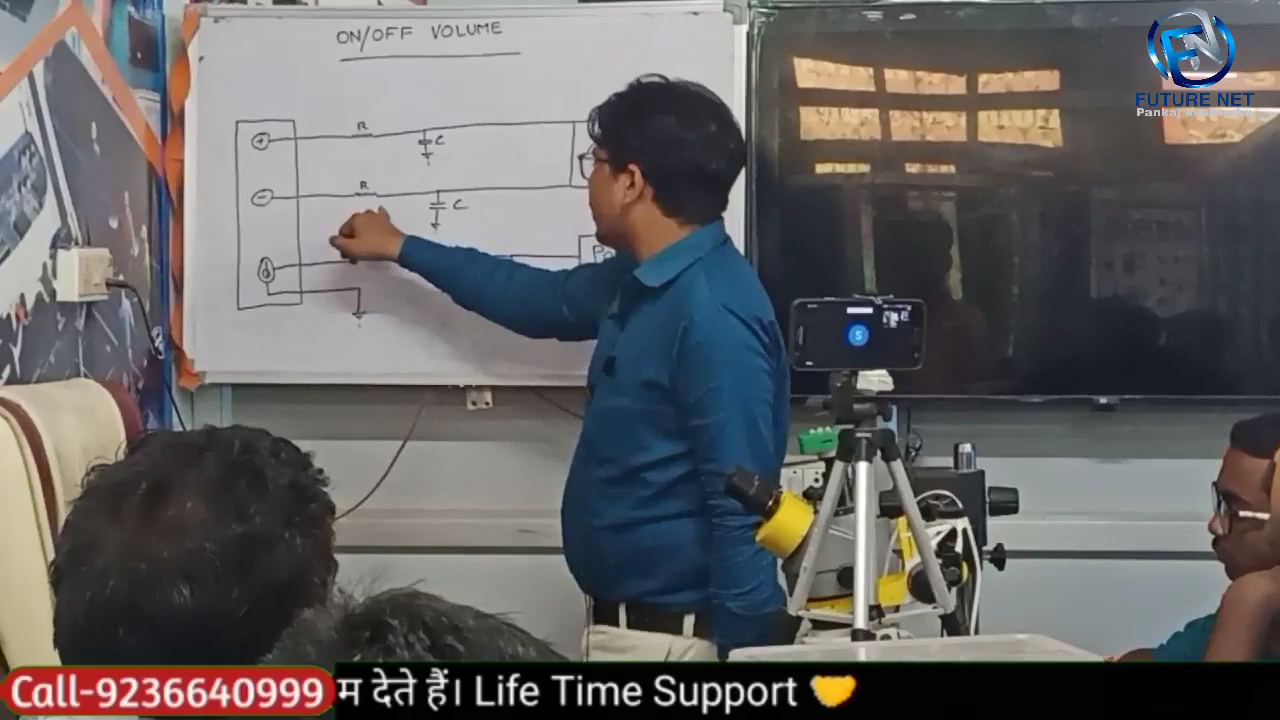 ON/OFF VOLUME
FUTURE NET
R
C
R
C
S
Call-9236640999
म देते हैं। Life Time Support